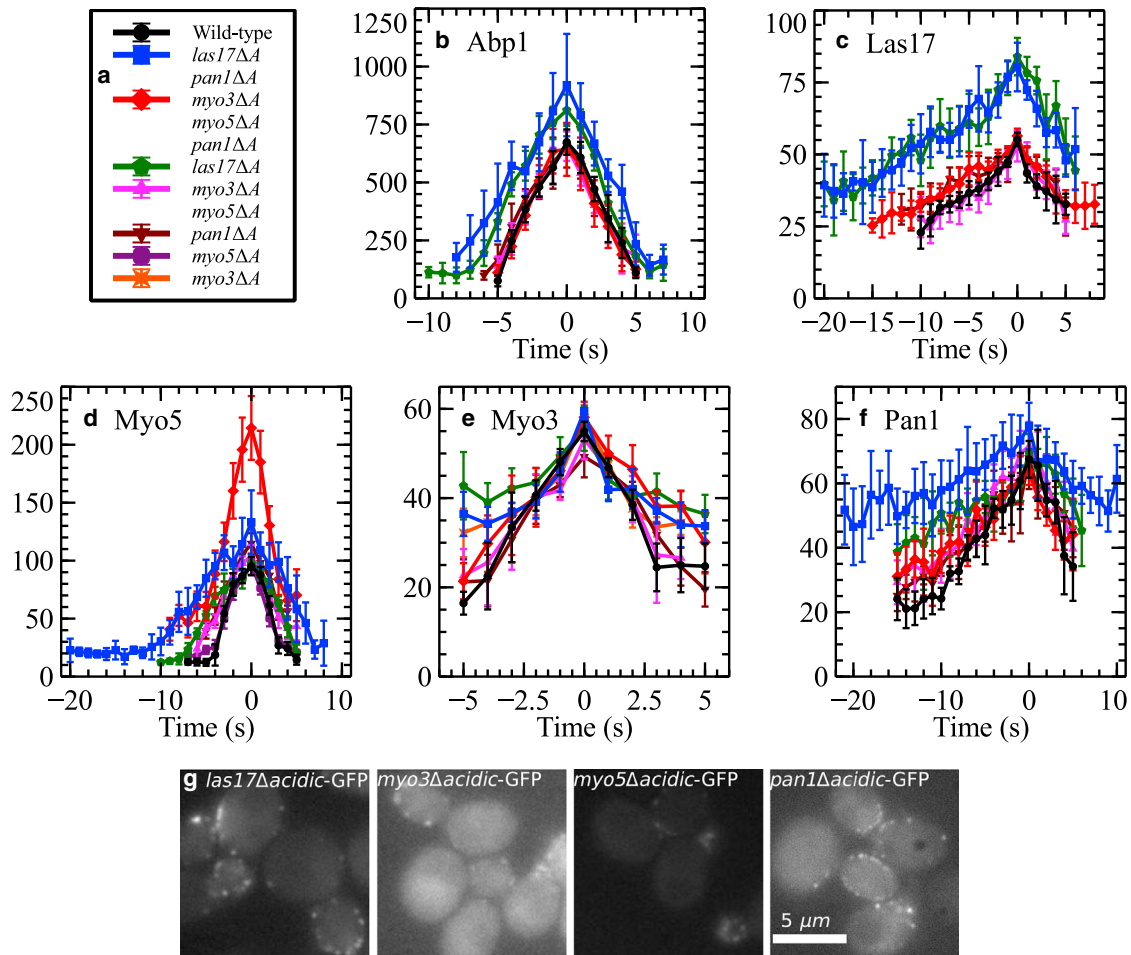 a
Wild-type
las17ΔA
pan1ΔA
myo3ΔA
myo5ΔA
pan1ΔA
las17ΔA
myo3ΔA
myo5ΔA
pan1ΔA
myo5ΔA
myo3ΔA
b Abp1
1250
1000
750
500
250
0
−10 −5 0 5 10
Time (s)
c Las17
100
75
50
25
0
−20 −15 −10 −5 0 5
Time (s)
d Myo5
250
200
150
100
50
0
−20 −10 0 10
Time (s)
e Myo3
60
40
20
0
−5 −2.5 0 2.5 5
Time (s)
f Pan1
80
60
40
20
0
−20 −10 0 10
Time (s)
g las17Δacidic-GFP myo3Δacidic-GFP myo5Δacidic-GFP pan1Δacidic-GFP
5 μm